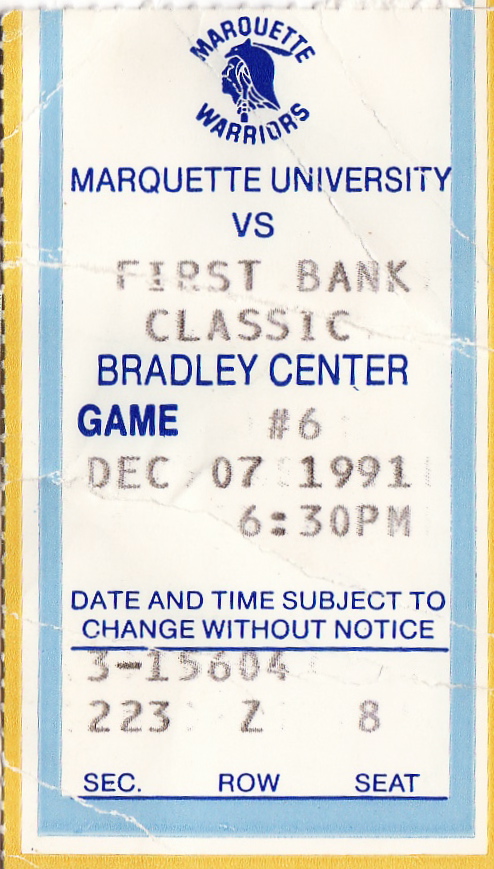 MARQUETTE
WARRIORS
MARQUETTE UNIVERSITY
VS
FIRST BANK
CLASSIC
BRADLEY CENTER
GAME #6
DEC 07 1991
6:30PM
DATE AND TIME SUBJECT TO
CHANGE WITHOUT NOTICE
3-15604
223 Z 8
SEC. ROW SEAT